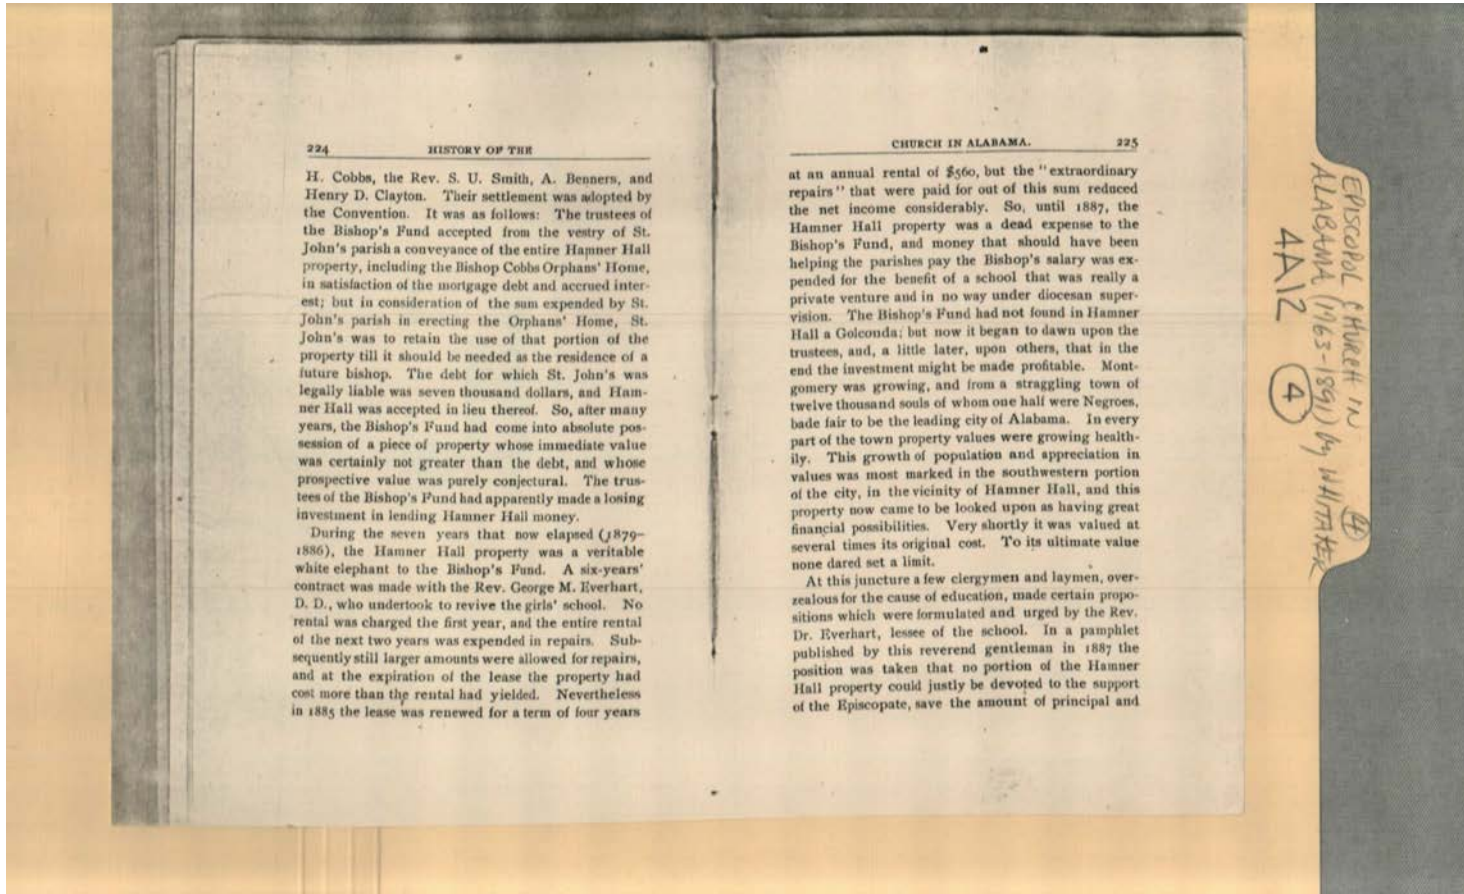 224 HISTORY OF THE
H. Cobbs, the Rev. S. U. Smith, A. Benners, and
Henry D. Clayton. Their settlement was adopted by
the Convention. It was as follows: The trustees of
the Bishop's Fund accepted from the vestry of St.
John's parish a conveyance of the entire Hamner Hall
property, including the Bishop Cobbs Orphans' Home,
in satisfaction of the mortgage debt and accrued inter-
est; but in consideration of the sum expended by St.
John's parish in erecting the Orphans' Home, St.
John's was to retain the use of that portion of the
property till it should be needed as the residence of a
future bishop. The debt for which St. John's was
legally liable was seven thousand dollars, and Ham-
ner Hall was accepted in lieu thereof. So, after many
years, the Bishop's Fund had come into absolute pos-
session of a piece of property whose immediate value
was certainly not greater than the debt, and whose
prospective value was purely conjectural. The trus-
tees of the Bishop's Fund had apparently made a losing
investment in lending Hamner Hall money.
During the seven years that now elapsed (1879–
1886), the Hamner Hall property was a veritable
white elephant to the Bishop's Fund. A six-years'
contract was made with the Rev. George M. Everhart,
D. D., who undertook to revive the girls' school. No
rental was charged the first year, and the entire rental
of the next two years was expended in repairs. Sub-
sequently still larger amounts were allowed for repairs,
and at the expiration of the lease the property had
cost more than the rental had yielded. Nevertheless
in 1885 the lease was renewed for a term of four years
CHURCH IN ALABAMA. 225
at an annual rental of $560, but the "extraordinary
repairs" that were paid for out of this sum reduced
the net income considerably. So, until 1887, the
Hamner Hall property was a dead expense to the
Bishop's Fund, and money that should have been
helping the parishes pay the Bishop's salary was ex-
pended for the benefit of a school that was really a
private venture and in no way under diocesan super-
vision. The Bishop's Fund had not found in Hamner
Hall a Golconda; but now it began to dawn upon the
trustees, and, a little later, upon others, that in the
end the investment might be made profitable. Mont-
gomery was growing, and from a straggling town of
twelve thousand souls of whom one half were Negroes,
bade fair to be the leading city of Alabama. In every
part of the town property values were growing health-
ily. This growth of population and appreciation in
values was most marked in the southwestern portion
of the city, in the vicinity of Hamner Hall, and this
property now came to be looked upon as having great
financial possibilities. Very shortly it was valued at
several times its original cost. To its ultimate value
none dared set a limit.
At this juncture a few clergymen and laymen, over-
zealous for the cause of education, made certain propo-
sitions which were formulated and urged by the Rev.
Dr. Everhart, lessee of the school. In a pamphlet
published by this reverend gentleman in 1887 the
position was taken that no portion of the Hamner
Hall property could justly be devoted to the support
of the Episcopate, save the amount of principal and
EPISCOPOL CHURCH IN
ALABAMA (1763-1891) by WHITAKER
4A12 4